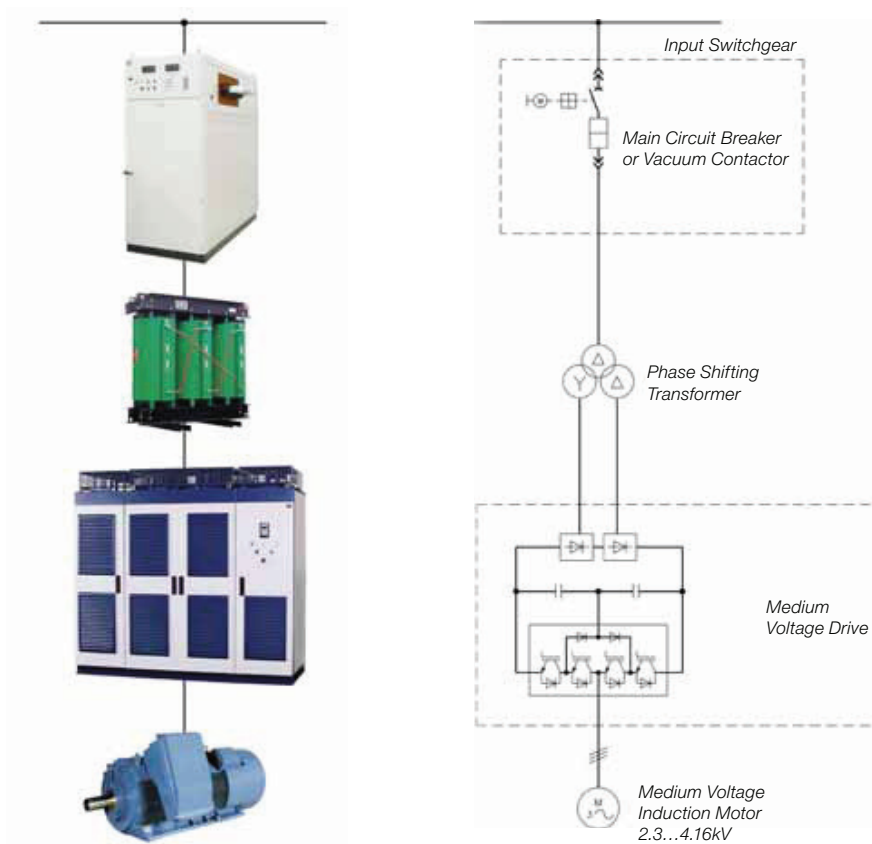 Input Switchgear
Main Circuit Breaker
or Vacuum Contactor
Phase Shifting
Transformer
Y
Medium
Voltage Drive
M
3
Medium Voltage
Induction Motor
2.3…4.16kV